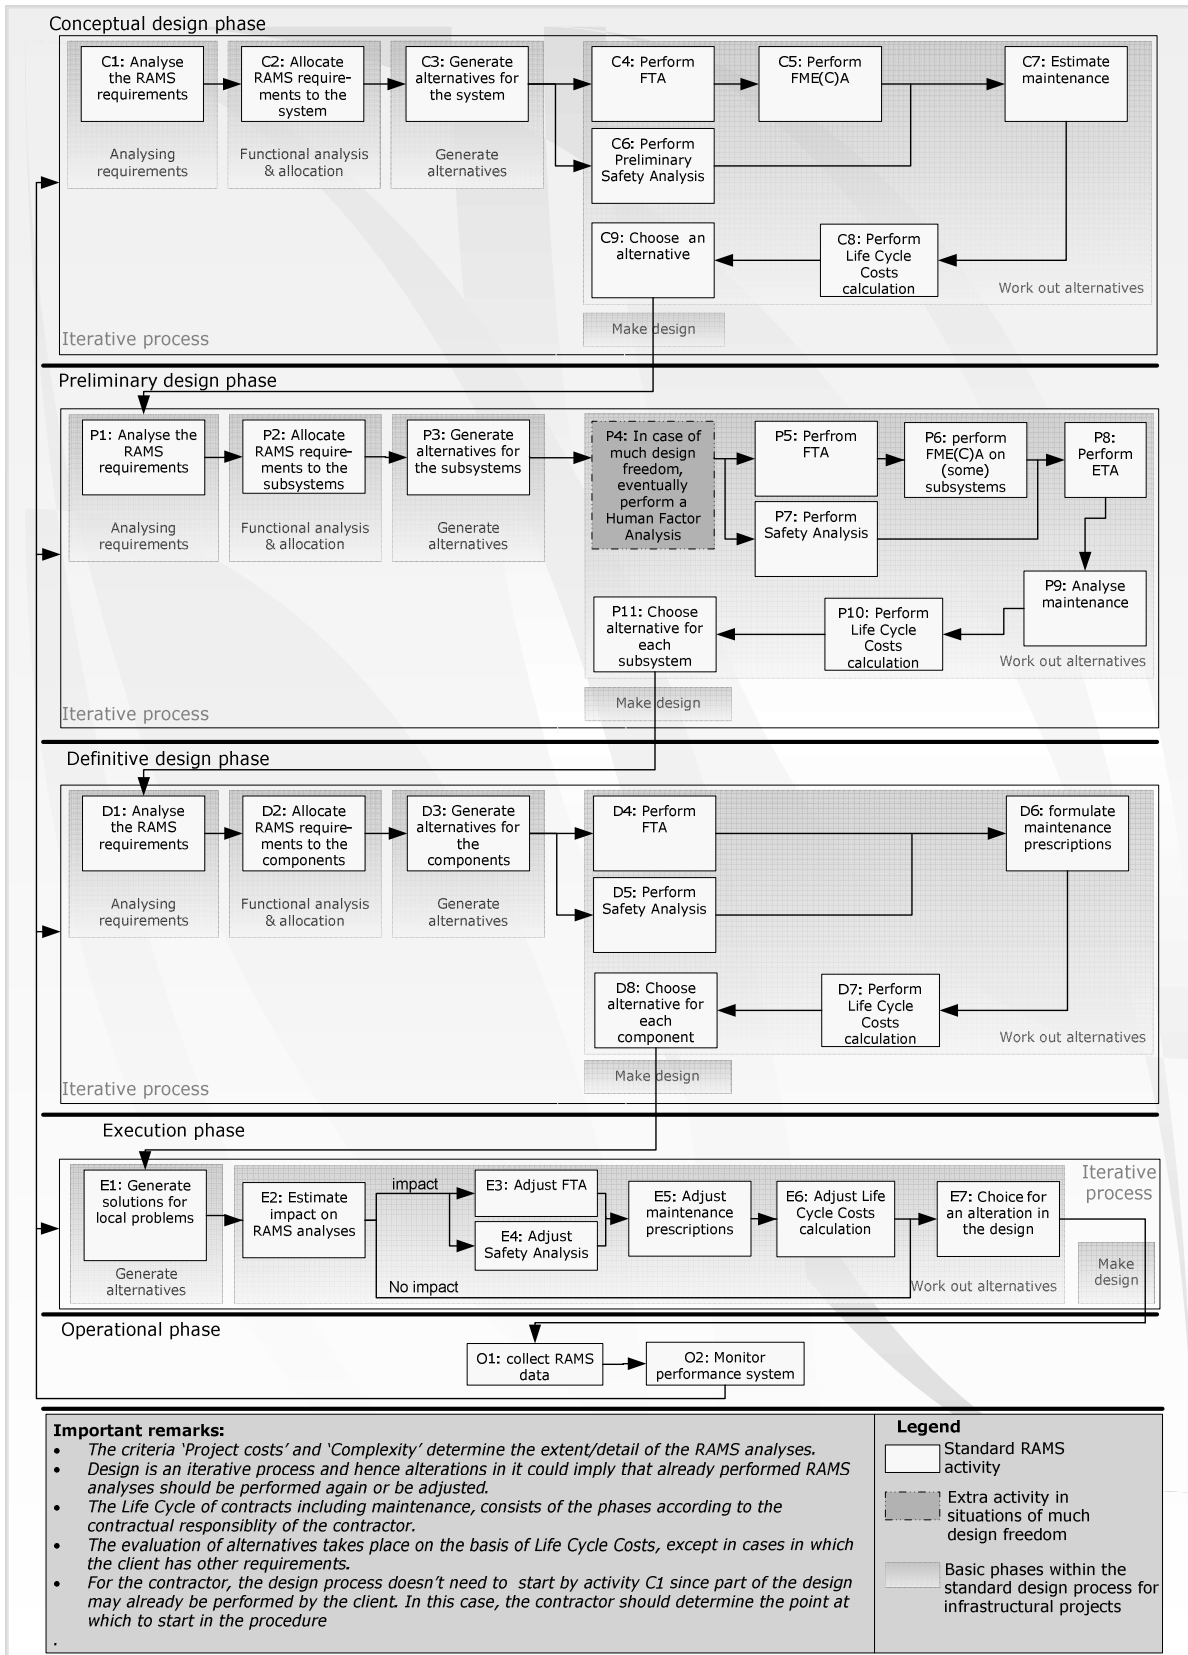 Conceptual design phase
C1: Analyse
the RAMS
requirements
Analysing
requirements
C2: Allocate
RAMS require-
ments to the
system
Functional analysis
& allocation
C3: Generate
alternatives for
the system
Generate
alternatives
C4: Perform
FTA
C5: Perform
FME(C)A
C7: Estimate
maintenance
C6: Perform
Preliminary
Safety Analysis
C9: Choose an
alternative
C8: Perform
Life Cycle
Costs
calculation
Work out alternatives
Make design
Iterative process
Preliminary design phase
P1: Analyse the
RAMS
requirements
Analysing
requirements
P2: Allocate
RAMS require-
ments to the
subsystems
Functional analysis
& allocation
P3: Generate
alternatives for
the subsystems
Generate
alternatives
P4: In case of
much design
freedom,
eventually
perform a
Human Factor
Analysis
P5: Perfrom
FTA
P6: perform
FME(C)A on
(some)
subsystems
P8:
Perform
ETA
P7: Perform
Safety Analysis
P9: Analyse
maintenance
P11: Choose
alternative for
each
subsystem
P10: Perform
Life Cycle
Costs
calculation
Work out alternatives
Make design
Iterative process
Definitive design phase
D1: Analyse
the RAMS
requirements
Analysing
requirements
D2: Allocate
RAMS require-
ments to the
components
Functional analysis
& allocation
D3: Generate
alternatives for
the
components
Generate
alternatives
D4: Perform
FTA
D6: formulate
maintenance
prescriptions
D5: Perform
Safety Analysis
D8: Choose
alternative for
each
component
D7: Perform
Life Cycle
Costs
calculation
Work out alternatives
Make design
Iterative process
Execution phase
E1: Generate
solutions for
local problems
Generate
alternatives
E2: Estimate
impact on
RAMS analyses
impact
No impact
E3: Adjust FTA
E4: Adjust
Safety Analysis
E5: Adjust
maintenance
prescriptions
E6: Adjust Life
Cycle Costs
calculation
E7: Choice for
an alteration in
the design
Work out alternatives
Iterative
process
Make
design
Operational phase
O1: collect RAMS
data
O2: Monitor
performance system
Important remarks:
• The criteria ‘Project costs’ and ‘Complexity’ determine the extent/detail of the RAMS analyses.
• Design is an iterative process and hence alterations in it could imply that already performed RAMS
analyses should be performed again or be adjusted.
• The Life Cycle of contracts including maintenance, consists of the phases according to the
contractual responsiblity of the contractor.
• The evaluation of alternatives takes place on the basis of Life Cycle Costs, except in cases in which
the client has other requirements.
• For the contractor, the design process doesn’t need to start by activity C1 since part of the design
may already be performed by the client. In this case, the contractor should determine the point at
which to start in the procedure
.
Legend
Standard RAMS
activity
Extra activity in
situations of much
design freedom
Basic phases within the
standard design process for
infrastructural projects